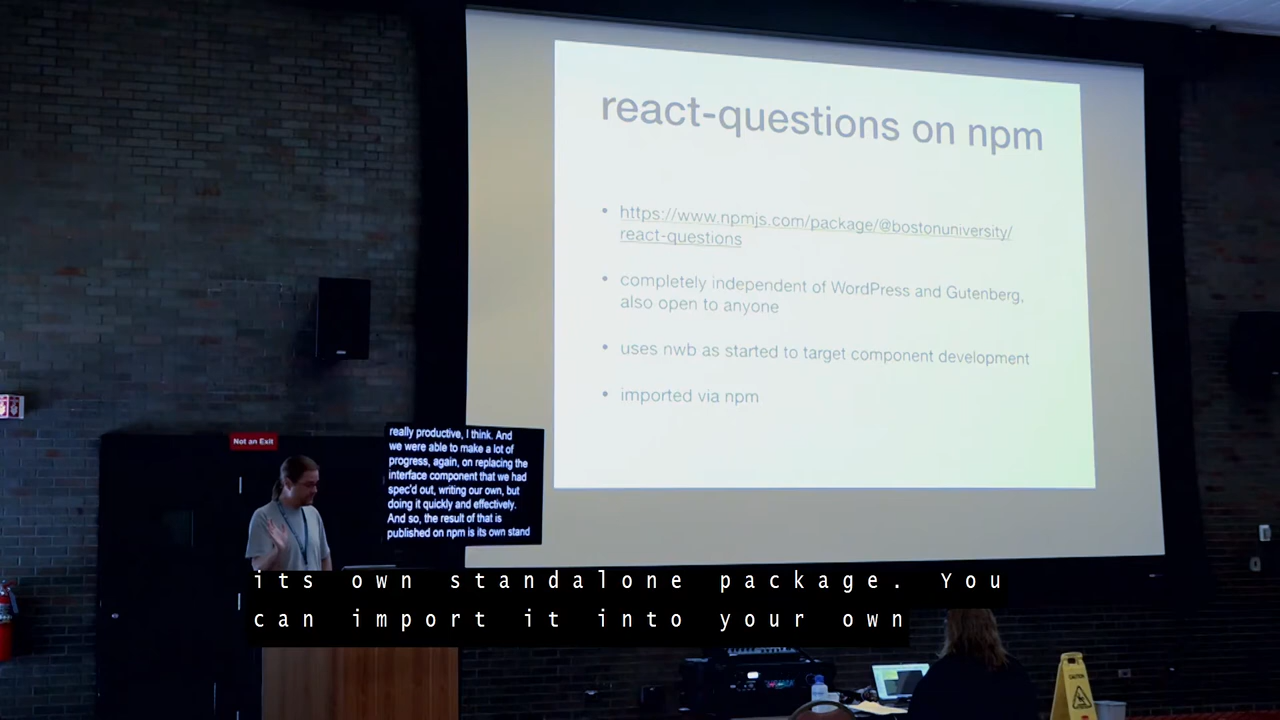 react-questions on npm
• https://www.npmjs.com/package/@bostonuniversity/
react-questions
• completely independent of WordPress and Gutenberg,
also open to anyone
• uses nwb as started to target component development
• imported via npm
Not an Exit
really productive, I think. And
we were able to make a lot of
progress, again, on replacing the
interface component that we had
spec'd out, writing our own, but
doing it quickly and effectively.
And so, the result of that is
published on npm is its own stand
its own standalone package. You
can import it into your own
CAUTION